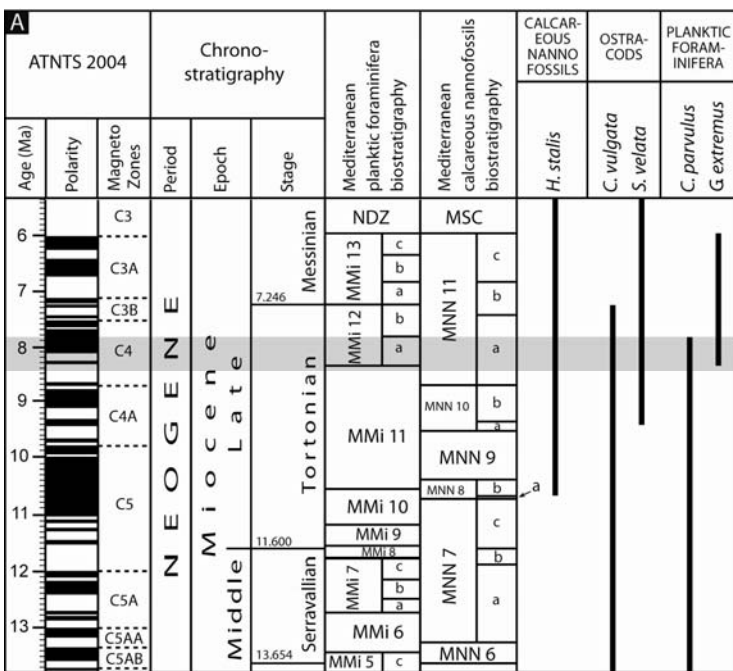 A
ATNTS 2004
Chrono-
stratigraphy
Mediterranean
planktic foraminifera
biostratigraphy
Mediterranean
calcareous nannofossils
biostratigraphy
CALCAR-
EOUS
NANNO
FOSSILS
OSTRA-
CODS
PLANKTIC
FORAM-
INIFERA
Age (Ma)
Polarity
Magneto
Zones
Period
Epoch
Stage
H. stalis
C. vulgata
S. velata
C. parvulus
G extremus
6
7
8
9
10
11
12
13
C3
C3A
C3B
C4
C4A
C5
C5A
C5AA
C5AB
NEOGENE
Miocene
Late
Middle
Messinian
7.246
Tortonian
11.600
Serravallian
13.654
NDZ
MMi 13
c
b
a
MMi 12
b
a
MMi 11
MMi 10
MMi 9
MMi 8
MMi 7
c
b
a
MMi 6
MMi 5
c
MSC
MNN 11
c
b
a
MNN 10
b
a
MNN 9
MNN 8
b
a
MNN 7
c
b
a
MNN 6